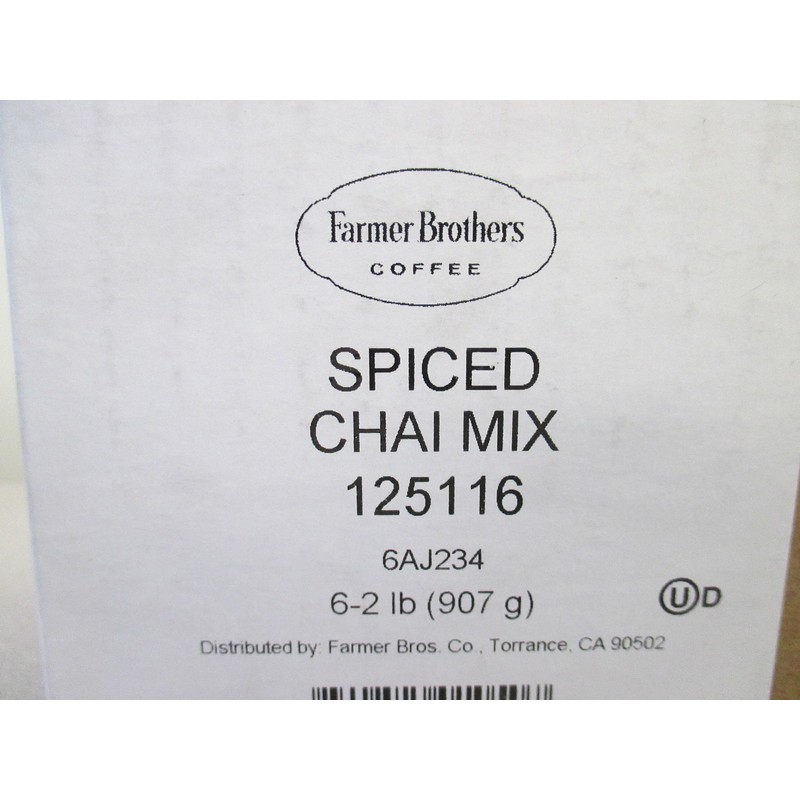 Farmer Brothers
COFFEE
SPICED
CHAI MIX
125116
6AJ234
6-2 lb (907 g)
UD
Distributed by: Farmer Bros. Co., Torrance, CA 90502